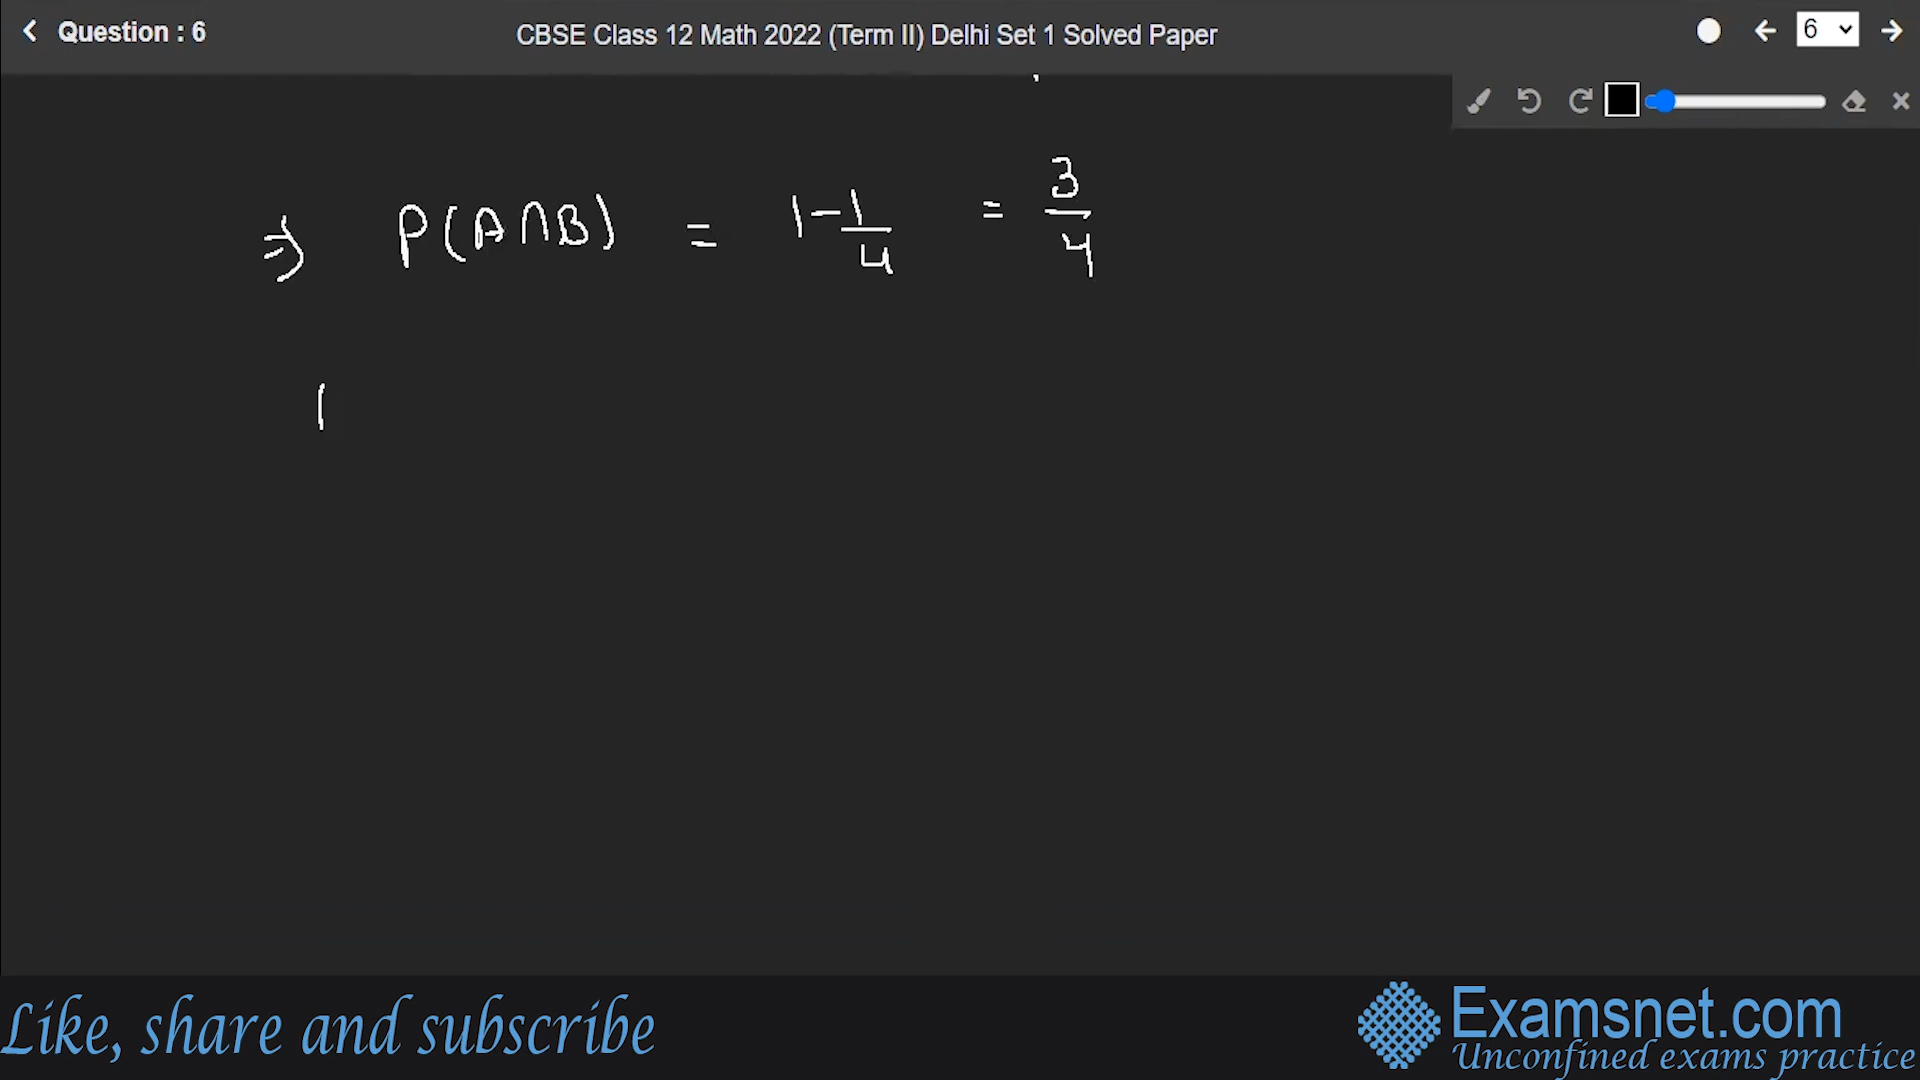 Question : 6
CBSE Class 12 Math 2022 (Term II) Delhi Set 1 Solved Paper
6
⇒ P(A∩B) = 1 - 1/4 = 3/4
Like, share and subscribe
Examsnet.com
Unconfined exams practice